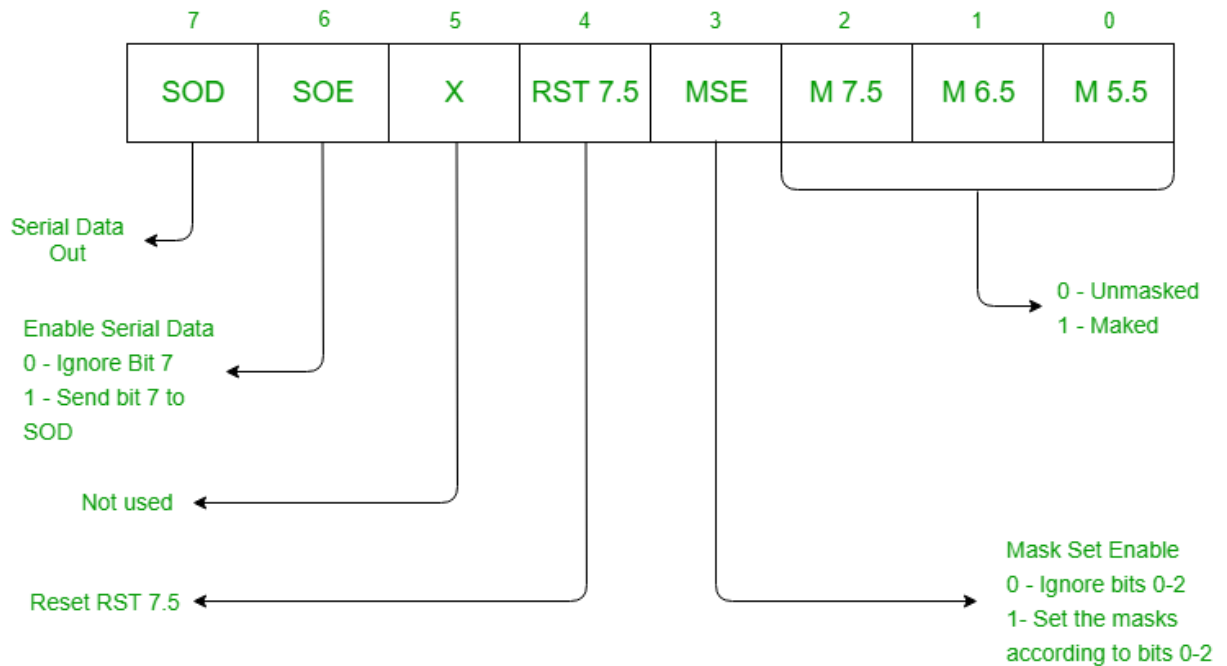 7 6 5 4 3 2 1 0
SOD SOE X RST 7.5 MSE M 7.5 M 6.5 M 5.5
Serial Data
Out
0 - Unmasked
1 - Maked
Enable Serial Data
0 - Ignore Bit 7
1 - Send bit 7 to
SOD
Not used
Reset RST 7.5
Mask Set Enable
0 - Ignore bits 0-2
1- Set the masks
according to bits 0-2